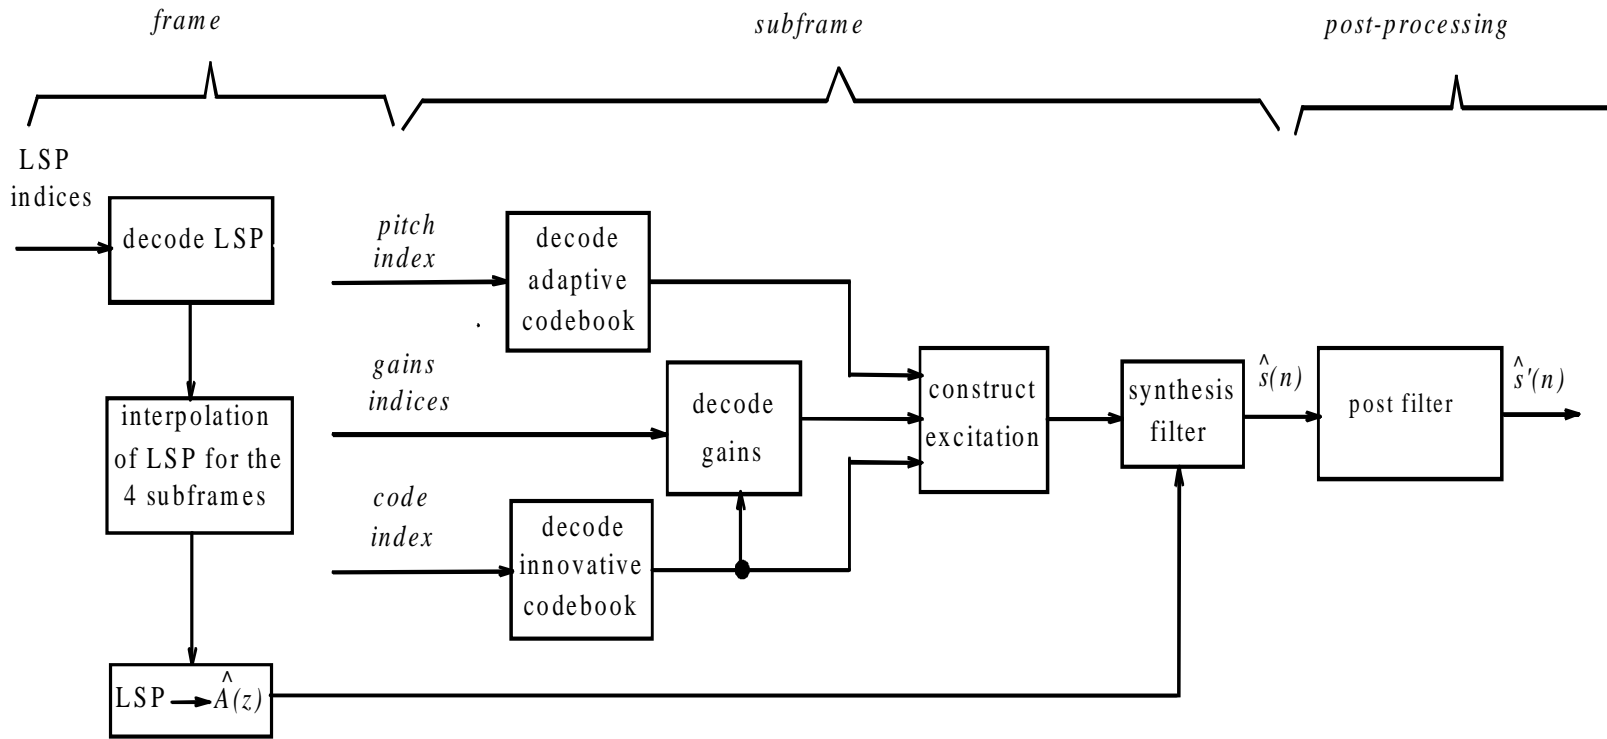 frame
subframe
post-processing
LSP
indices
decode LSP
interpolation
of LSP for the
4 subframes
LSP → Â(z)
pitch
index
decode
adaptive
codebook
gains
indices
decode
gains
code
index
decode
innovative
codebook
construct
excitation
synthesis
filter
ŝ(n)
post filter
ŝ'(n)